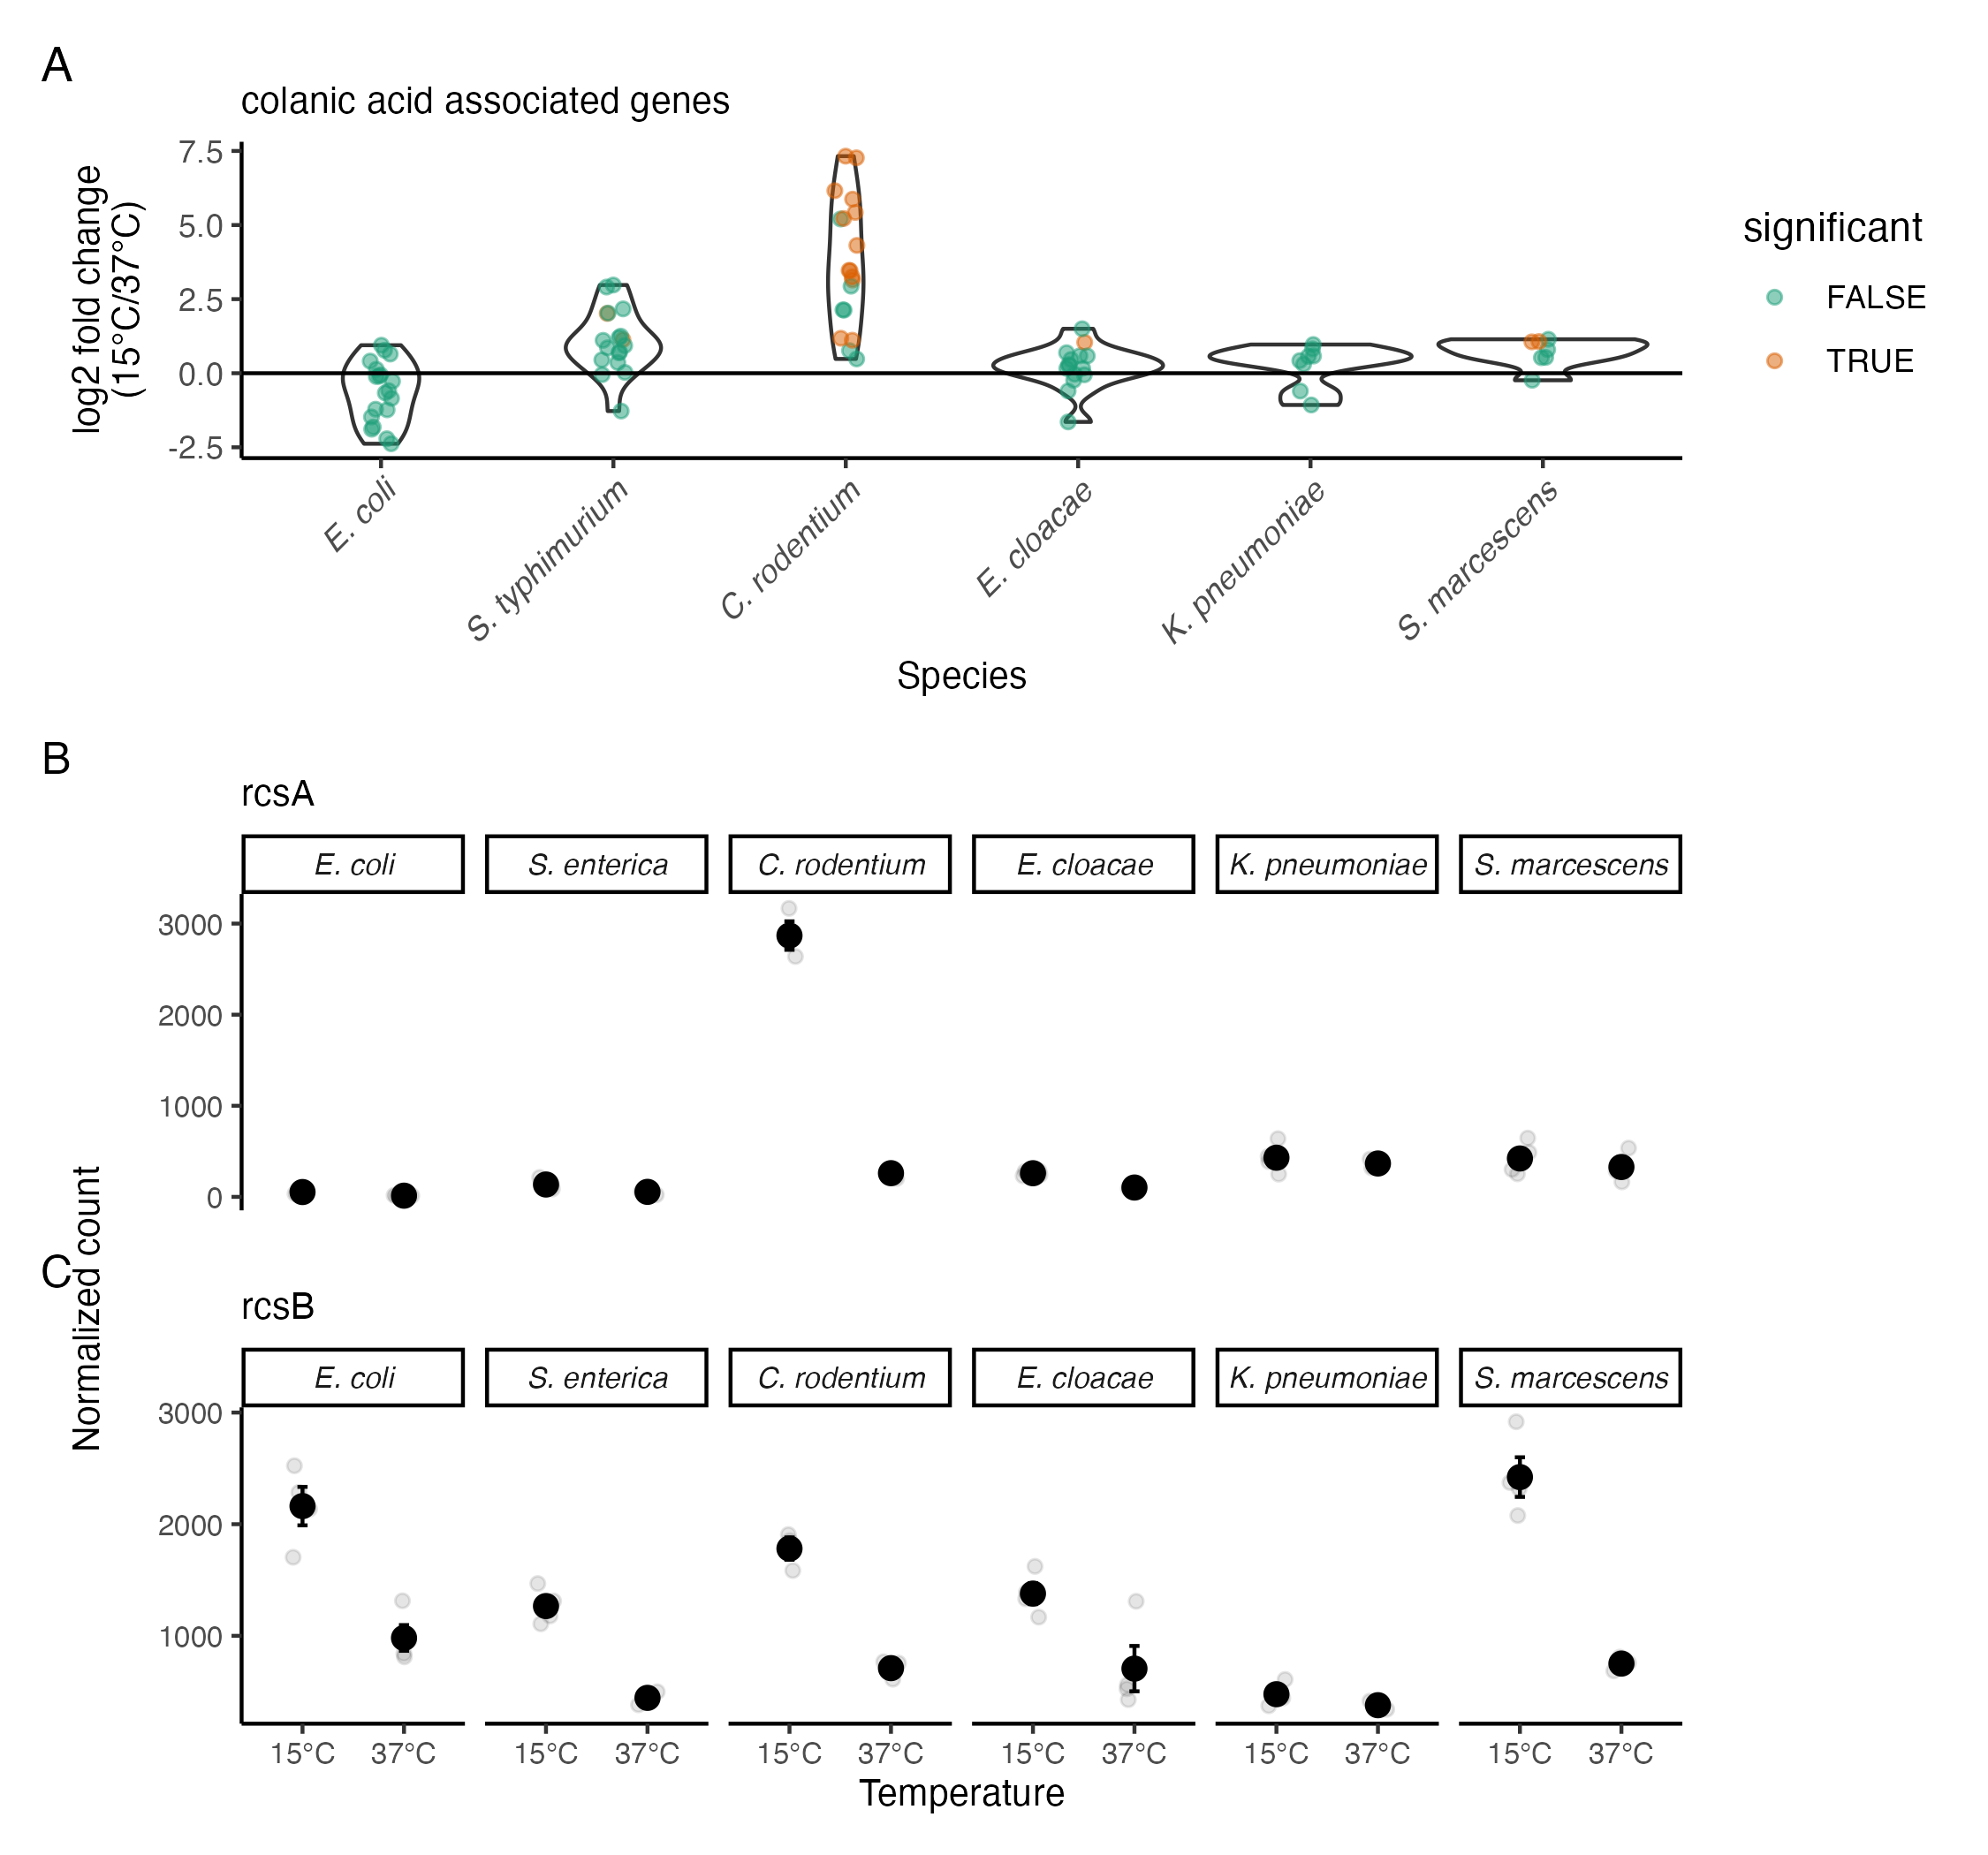 A
colanic acid associated genes
log2 fold change
(15°C/37°C)
7.5
5.0
2.5
0.0
-2.5
E. coli
S. typhimurium
C. rodentium
E. cloacae
K. pneumoniae
S. marcescens
Species
significant
FALSE
TRUE
B
rcsA
E. coli
S. enterica
C. rodentium
E. cloacae
K. pneumoniae
S. marcescens
3000
2000
1000
0
Normalized count
C
rcsB
E. coli
S. enterica
C. rodentium
E. cloacae
K. pneumoniae
S. marcescens
3000
2000
1000
15°C 37°C 15°C 37°C 15°C 37°C 15°C 37°C 15°C 37°C 15°C 37°C
Temperature